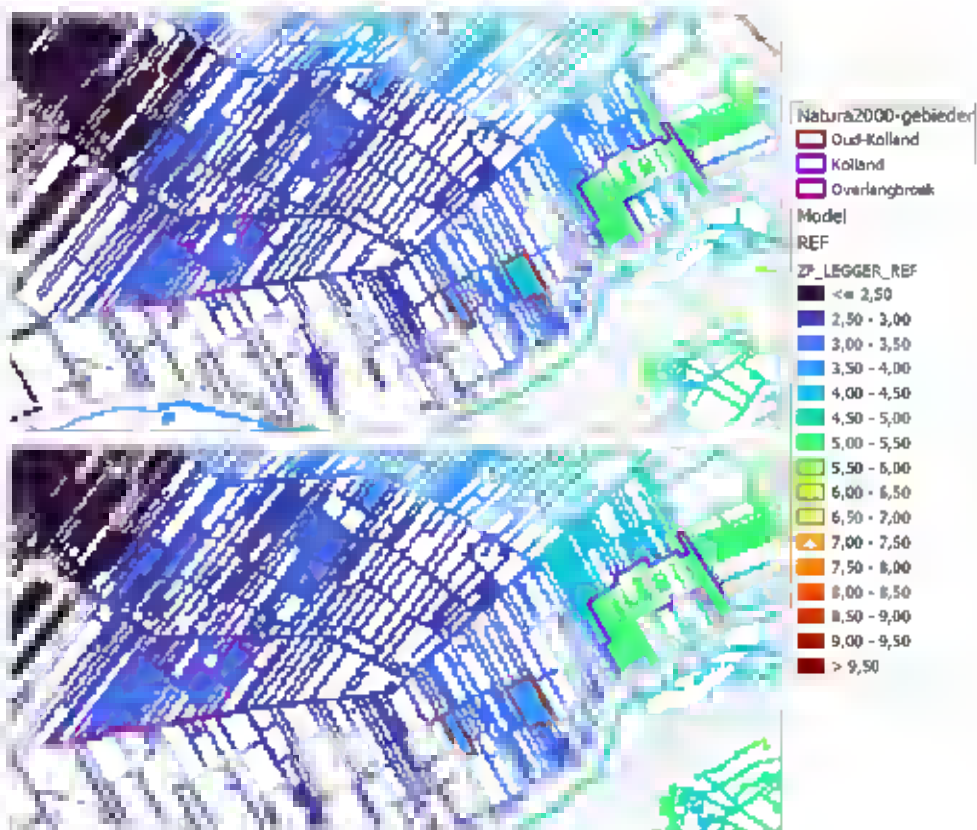 Natura2000-gebieden
Oud-Kolland
Kolland
Overlangbroek
Model
REF
ZP_LEGGER_REF
<= 2,50
2,50 - 3,00
3,00 - 3,50
3,50 - 4,00
4,00 - 4,50
4,50 - 5,00
5,00 - 5,50
5,50 - 6,00
6,00 - 6,50
6,50 - 7,00
7,00 - 7,50
7,50 - 8,00
8,00 - 8,50
8,50 - 9,00
9,00 - 9,50
> 9,50